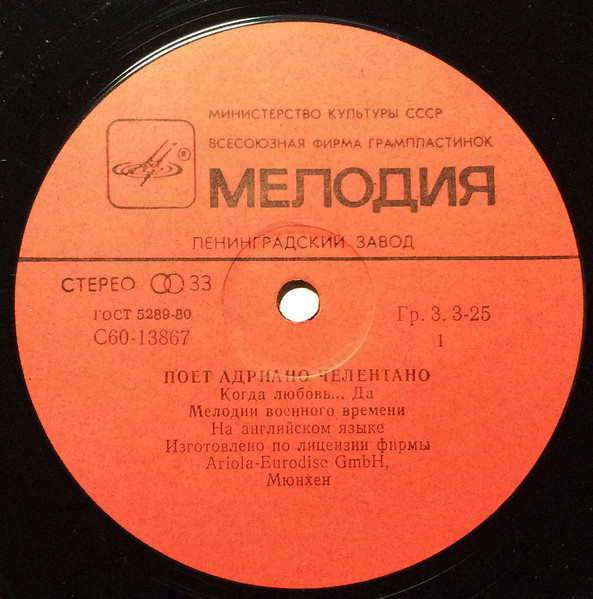 МИНИСТЕРСТВО КУЛЬТУРЫ СССР
ВСЕСОЮЗНАЯ ФИРМА ГРАМПЛАСТИНОК
®
МЕЛОДИЯ
ЛЕНИНГРАДСКИЙ ЗАВОД
СТЕРЕО 33
ГОСТ 5289-80
С60-13867
Гр. 3. 3-25
1
ПОЕТ АДРИАНО ЧЕЛЕНТАНО
Когда любовь... Да
Мелодии военного времени
На английском языке
Изготовлено по лицензии фирмы
Ariola-Eurodisc GmbH,
Мюнхен